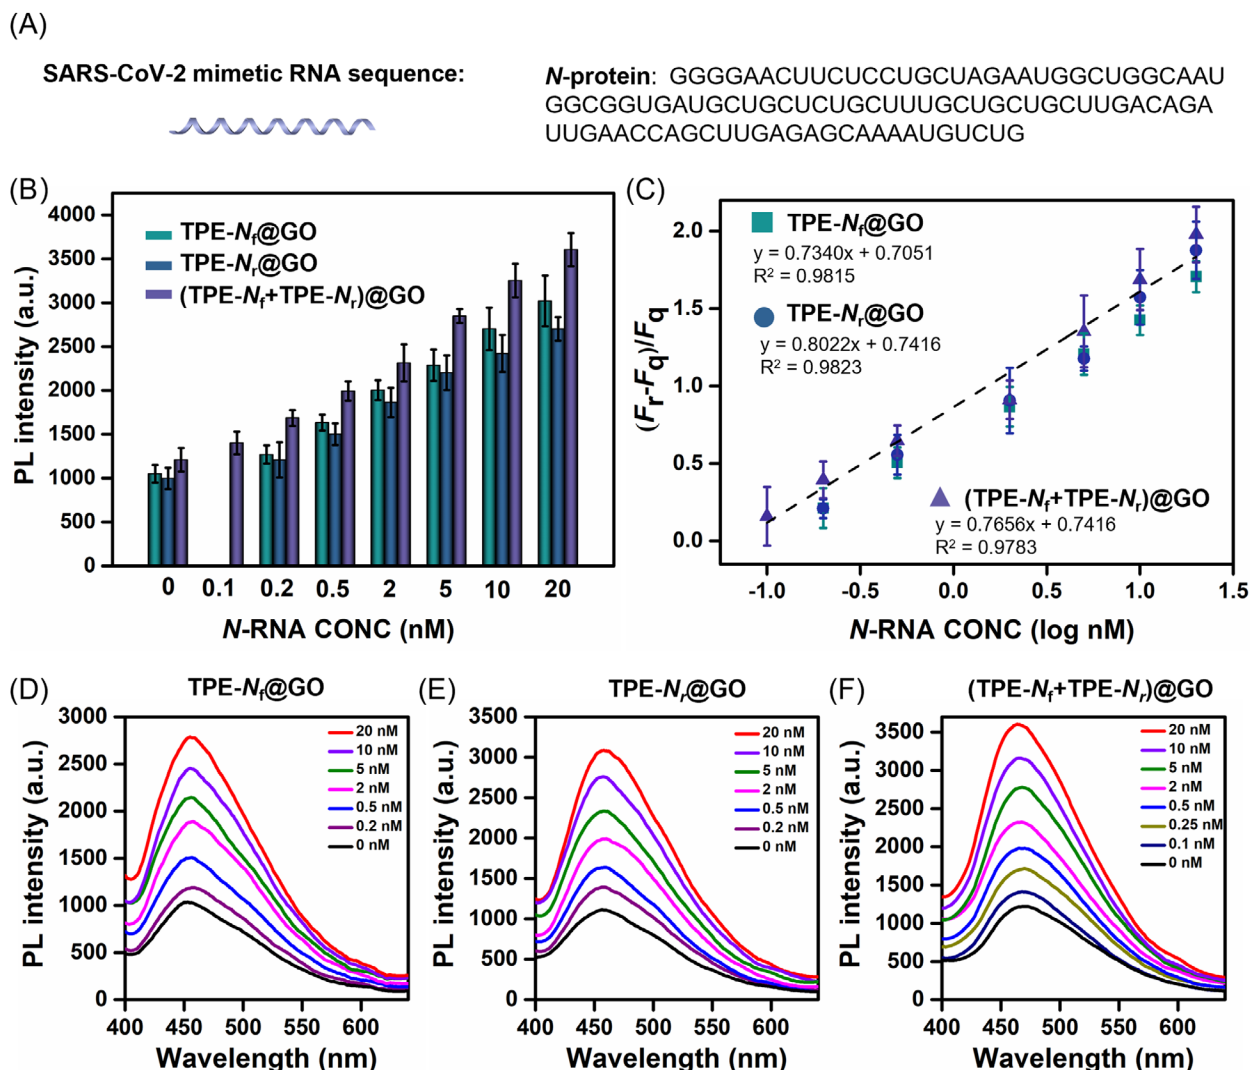 (A)
SARS-CoV-2 mimetic RNA sequence:
N-protein: GGGGAACUUCUCCUGCUAGAAUGGCUGGCAAU
GGCGGUGAUGCUGCUCUGCUUUGCUGCUGCUUGACAGA
UUGAACCAGCUUGAGAGCAAAAUGUCUG
(B)
PL intensity (a.u.)
4000
3500
3000
2500
2000
1500
1000
500
0
TPE-Nf@GO
TPE-Nr@GO
(TPE-Nf+TPE-Nr)@GO
0 0.1 0.2 0.5 2 5 10 20
N-RNA CONC (nM)
(C)
(Fr-Fq)/Fq
2.0
1.5
1.0
0.5
0.0
TPE-Nf@GO
y = 0.7340x + 0.7051
R² = 0.9815
TPE-Nr@GO
y = 0.8022x + 0.7416
R² = 0.9823
(TPE-Nf+TPE-Nr)@GO
y = 0.7656x + 0.7416
R² = 0.9783
-1.0 -0.5 0.0 0.5 1.0 1.5
N-RNA CONC (log nM)
(D)
TPE-Nf@GO
PL intensity (a.u.)
3000
2500
2000
1500
1000
500
0
20 nM
10 nM
5 nM
2 nM
0.5 nM
0.2 nM
0 nM
400 450 500 550 600
Wavelength (nm)
(E)
TPE-Nr@GO
PL intensity (a.u.)
3500
3000
2500
2000
1500
1000
500
0
20 nM
10 nM
5 nM
2 nM
0.5 nM
0.2 nM
0 nM
400 450 500 550 600
Wavelength (nm)
(F)
(TPE-Nf+TPE-Nr)@GO
PL intensity (a.u.)
3500
3000
2500
2000
1500
1000
500
0
20 nM
10 nM
5 nM
2 nM
0.5 nM
0.25 nM
0.1 nM
0 nM
400 450 500 550 600
Wavelength (nm)